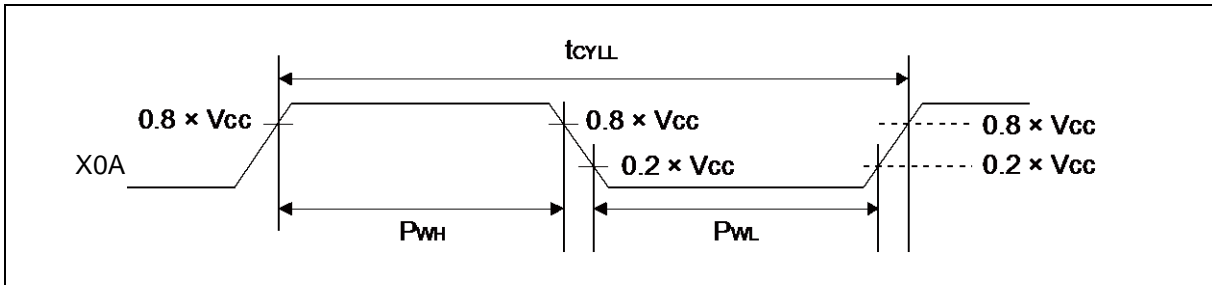 tCYLL
0.8 × Vcc
0.8 × Vcc
0.8 × Vcc
X0A
0.2 × Vcc
0.2 × Vcc
PWH
PWL